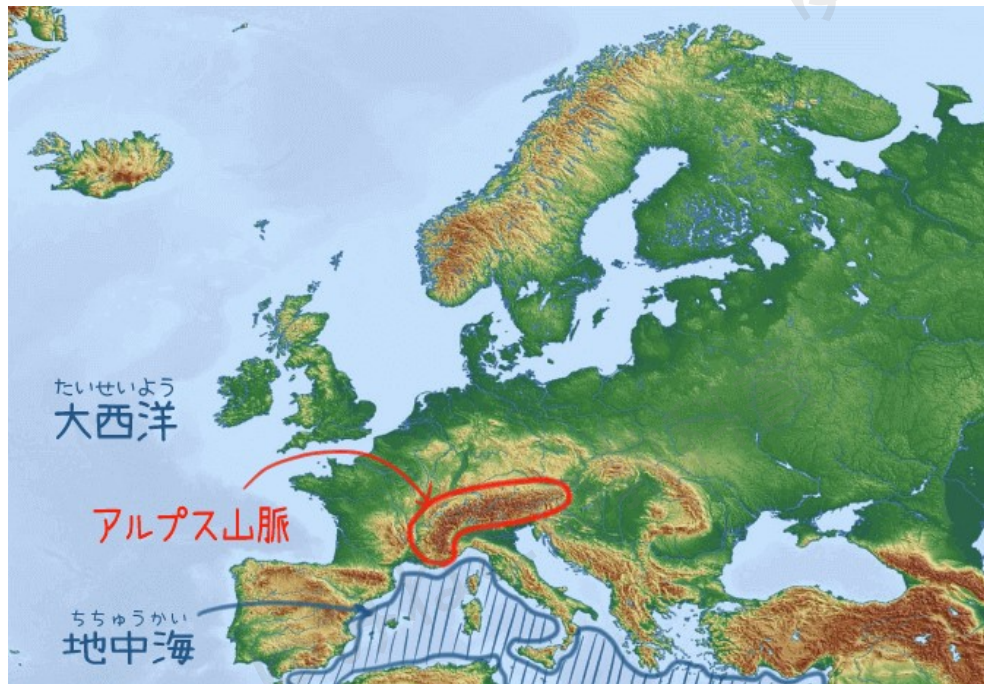 たいせいよう
大西洋
アルプス山脈
ちちゅうかい
地中海